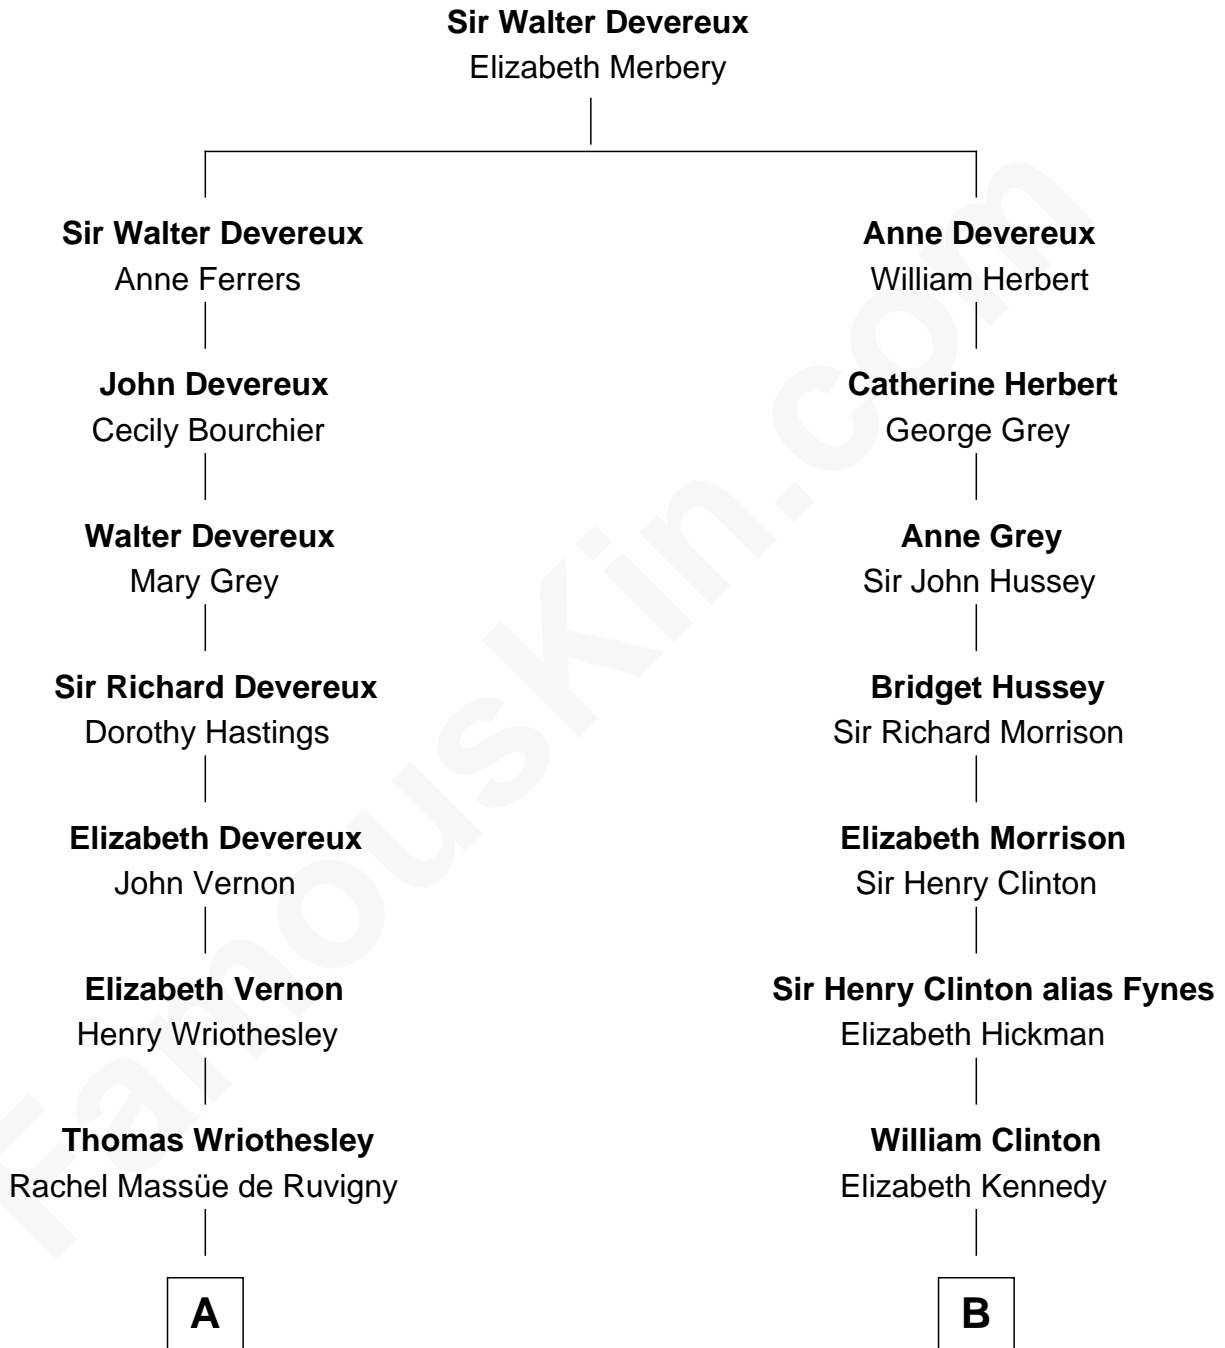 Sir Walter Devereux
Elizabeth Merbery
Sir Walter Devereux
Anne Ferrers
John Devereux
Cecily Bourchier
Walter Devereux
Mary Grey
Sir Richard Devereux
Dorothy Hastings
Elizabeth Devereux
John Vernon
Elizabeth Vernon
Henry Wriothesley
Thomas Wriothesley
Rachel Massüe de Ruvigny
A
Anne Devereux
William Herbert
Catherine Herbert
George Grey
Anne Grey
Sir John Hussey
Bridget Hussey
Sir Richard Morrison
Elizabeth Morrison
Sir Henry Clinton
Sir Henry Clinton alias Fynes
Elizabeth Hickman
William Clinton
Elizabeth Kennedy
B
FamousKin.com